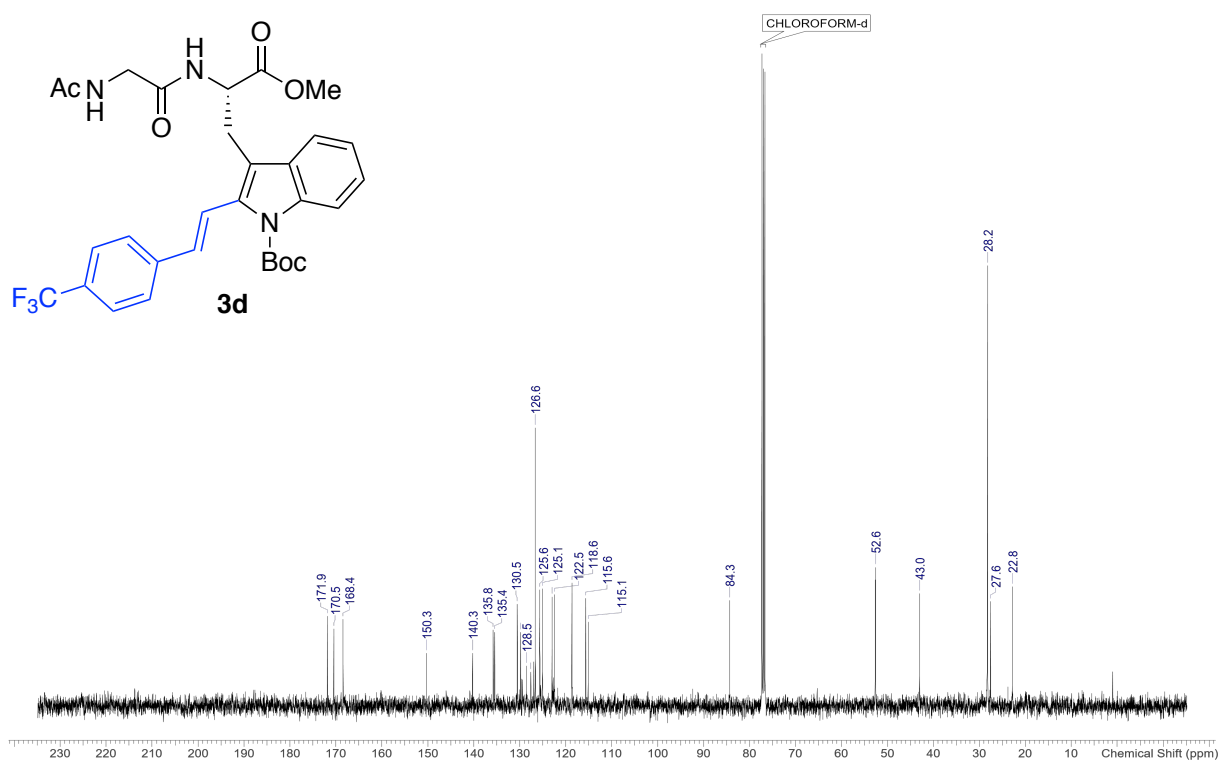 CHLOROFORM-d
O
H
N
AcN
H
O
OMe
N
Boc
F3C
3d
171.9
170.5
168.4
150.3
140.3
135.8
135.4
130.5
128.5
126.6
125.6
125.1
122.5
118.6
115.6
115.1
84.3
52.6
43.0
28.2
27.6
22.8
230 220 210 200 190 180 170 160 150 140 130 120 110 100 90 80 70 60 50 40 30 20 10 Chemical Shift (ppm)